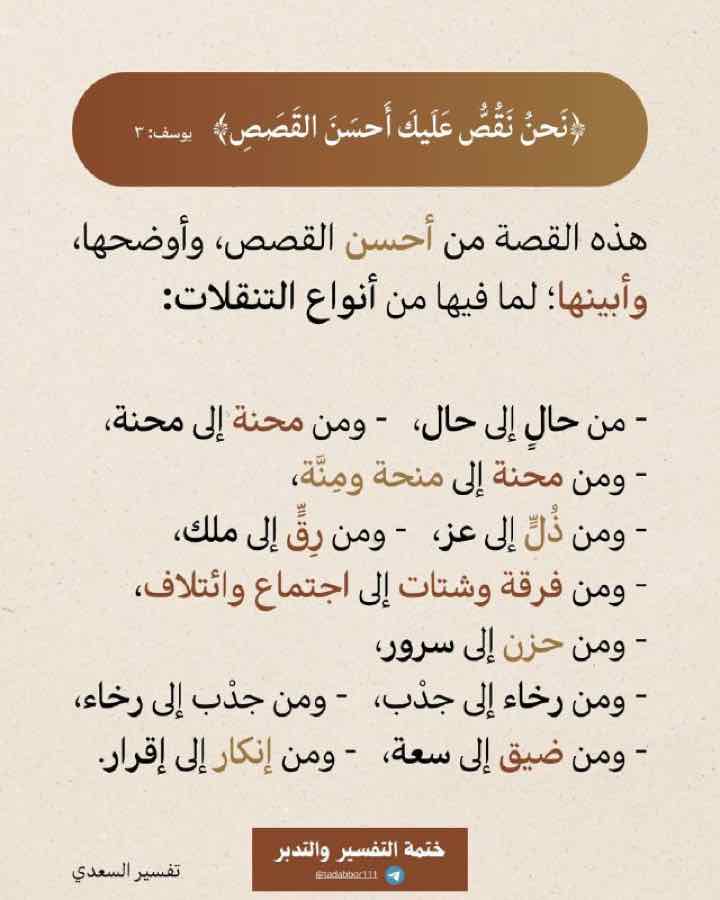 ﴿نَحنُ نَقُصُّ عَلَيكَ أَحسَنَ القَصَصِ﴾ يوسف: ٣
هذه القصة من أحسن القصص، وأوضحها،
وأبينها؛ لما فيها من أنواع التنقلات:
- من حالٍ إلى حال، - ومن محنة إلى محنة،
- ومن محنة إلى منحة ومِنَّة،
- ومن ذُلٍّ إلى عز، - ومن رِقٍّ إلى ملك،
- ومن فرقة وشتات إلى اجتماع وائتلاف،
- ومن حزن إلى سرور،
- ومن رخاء إلى جدْب، - ومن جدْب إلى رخاء،
- ومن ضيق إلى سعة، - ومن إنكار إلى إقرار.
ختمة التفسير والتدبر
@tadabbor111
تفسير السعدي